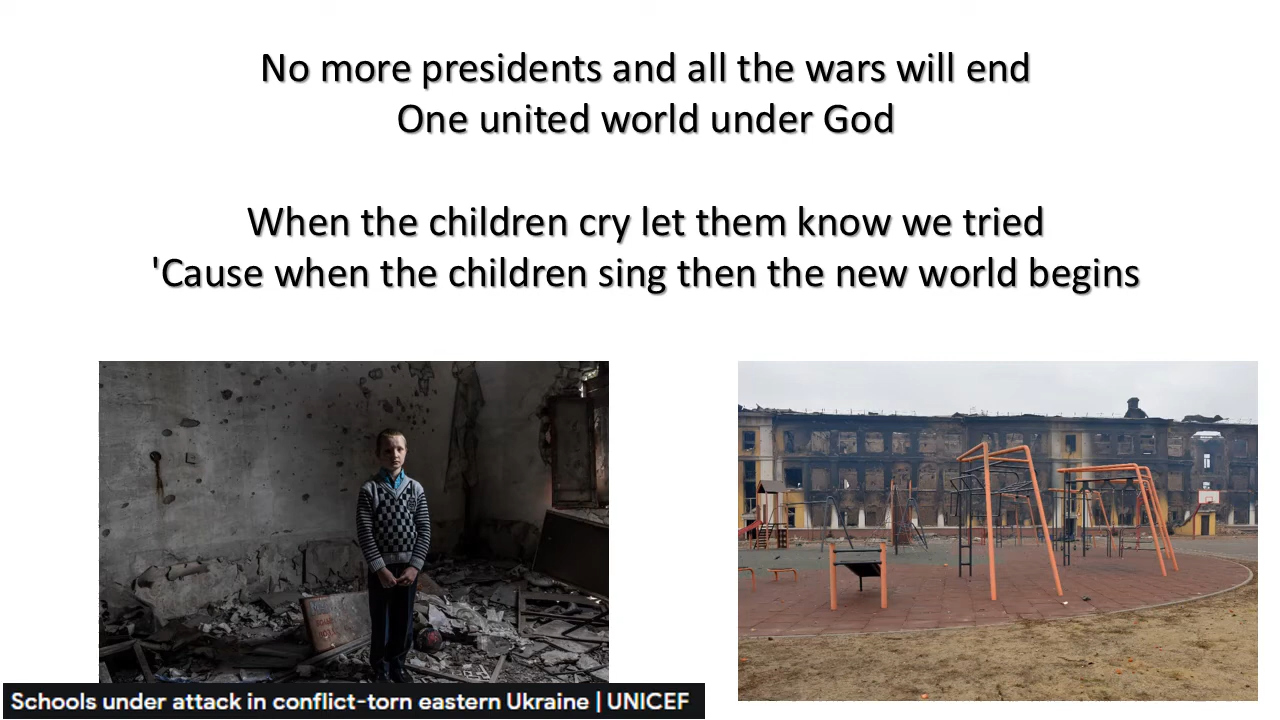 No more presidents and all the wars will end
One united world under God
When the children cry let them know we tried
'Cause when the children sing then the new world begins
Schools under attack in conflict-torn eastern Ukraine | UNICEF